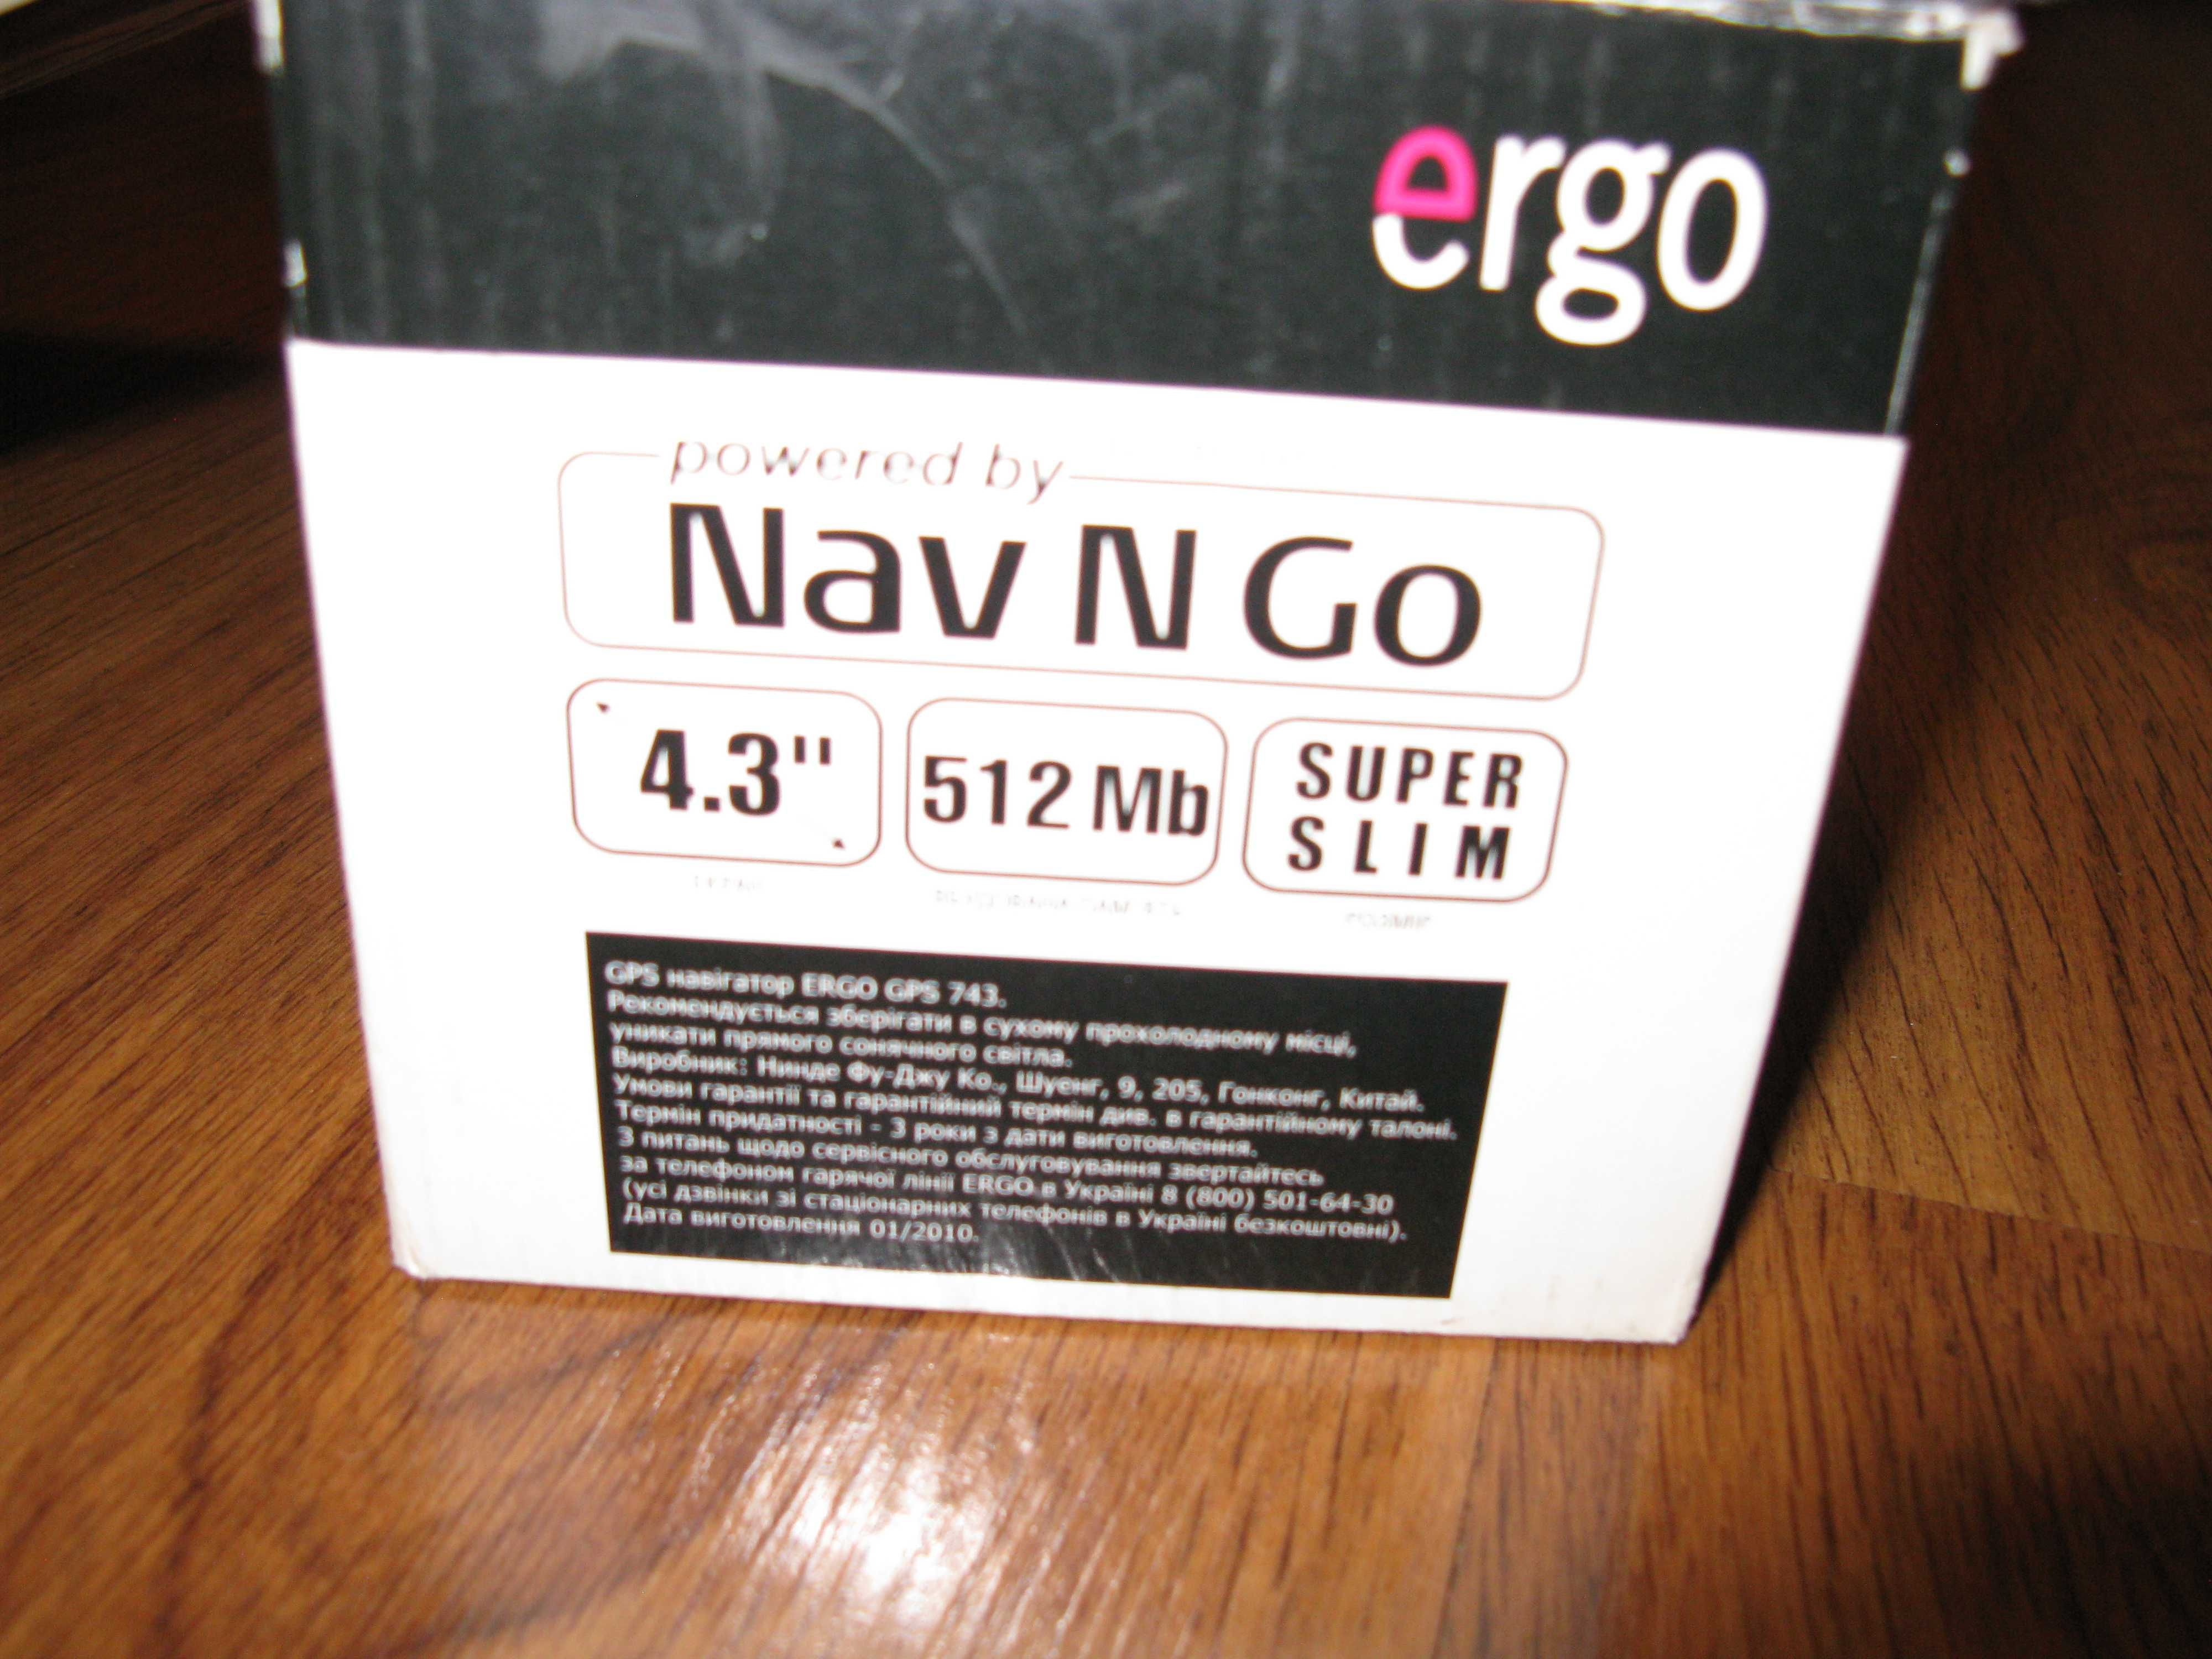 ergo
powered by
Nav N Go
4.3"
512 Mb
SUPER
SLIM
GPS навігатор ERGO GPS 743.
Рекомендується зберігати в сухому прохолодному місці,
уникати прямого сонячного світла.
Виробник: Нинде Фу-Джу Ко., Шуенг, 9, 205, Гонконг, Китай.
Умови гарантії та гарантійний термін див. в гарантійному талоні.
Термін придатності - 3 роки з дати виготовлення.
З питань щодо сервісного обслуговування звертайтесь
за телефоном гарячої лінії ERGO в Україні 8 (800) 501-64-30
(усі дзвінки зі стаціонарних телефонів в Україні безкоштовні).
Дата виготовлення 01/2010.